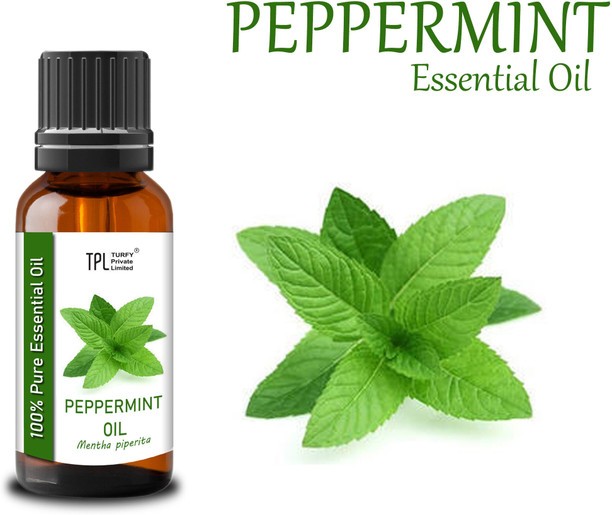 PEPPERMINT
Essential Oil
TPL TURFY®
Private
Limited
100% Pure Essential Oil
PEPPERMINT
OIL
Mentha piperita